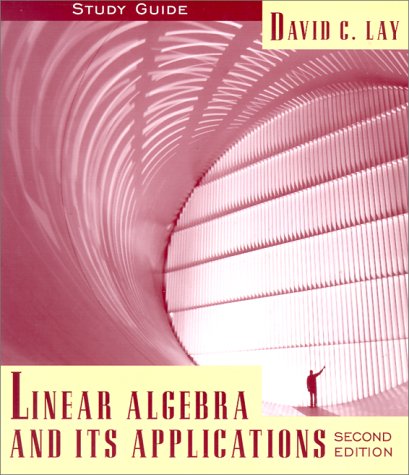 STUDY GUIDE
DAVID C. LAY
LINEAR ALGEBRA
AND ITS APPLICATIONS
SECOND
EDITION